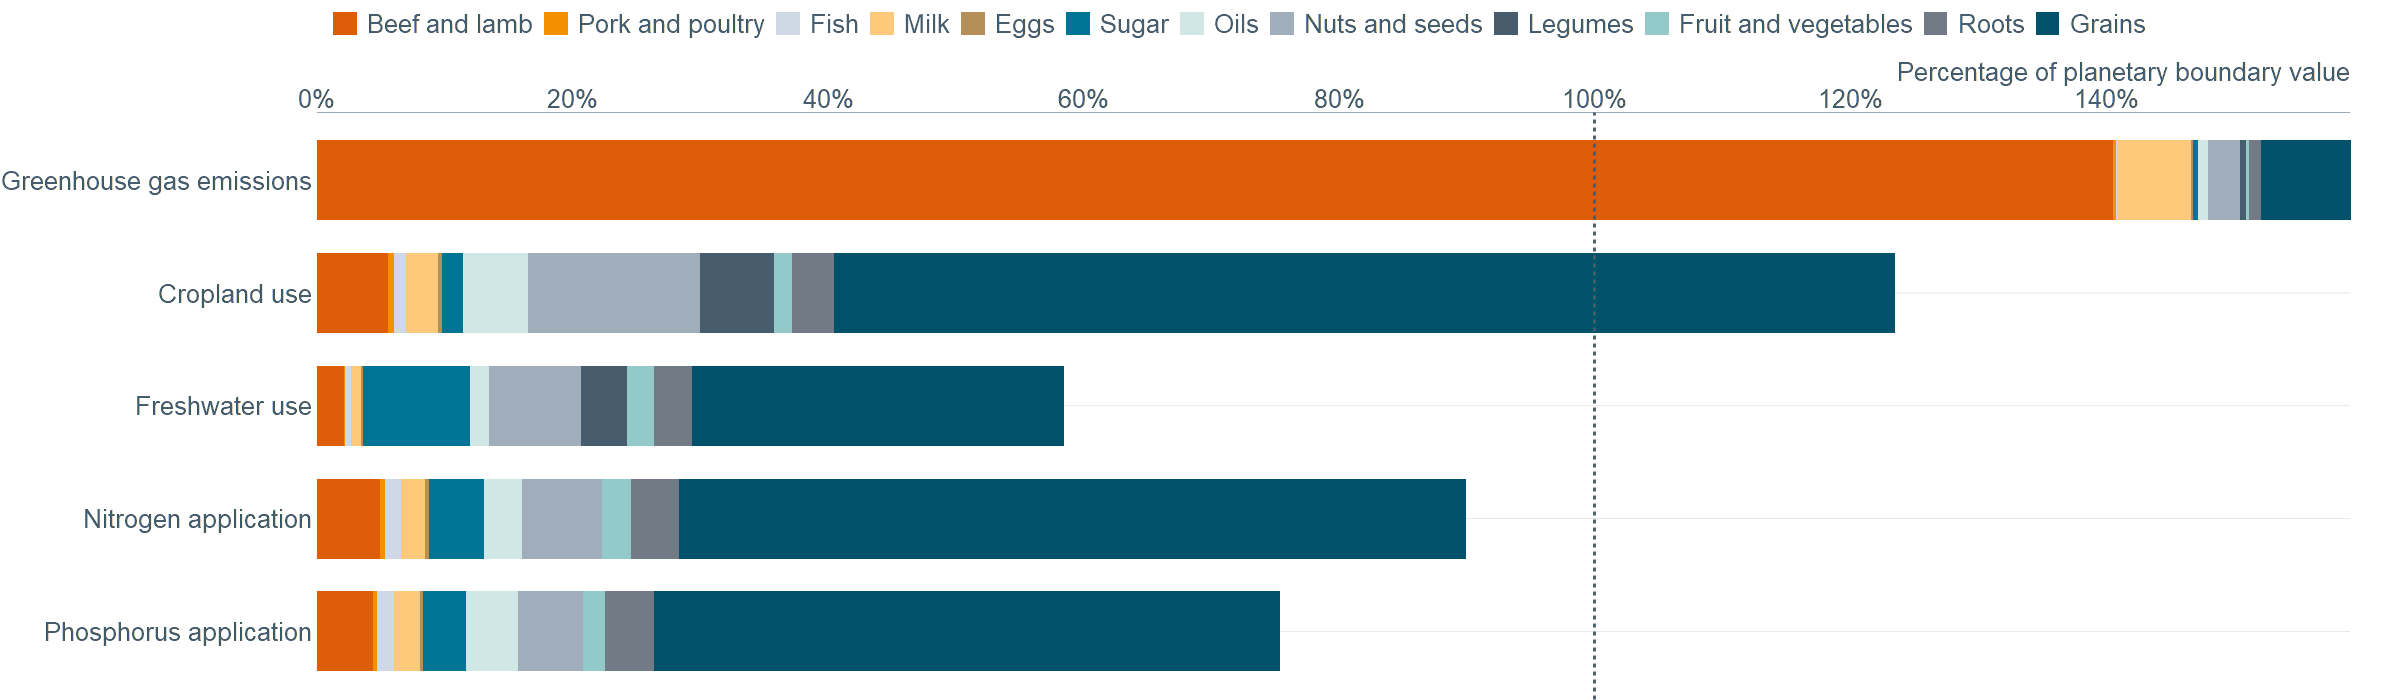 Beef and lamb Pork and poultry Fish Milk Eggs Sugar Oils Nuts and seeds Legumes Fruit and vegetables Roots Grains
Percentage of planetary boundary value
0% 20% 40% 60% 80% 100% 120% 140%
Greenhouse gas emissions
Cropland use
Freshwater use
Nitrogen application
Phosphorus application